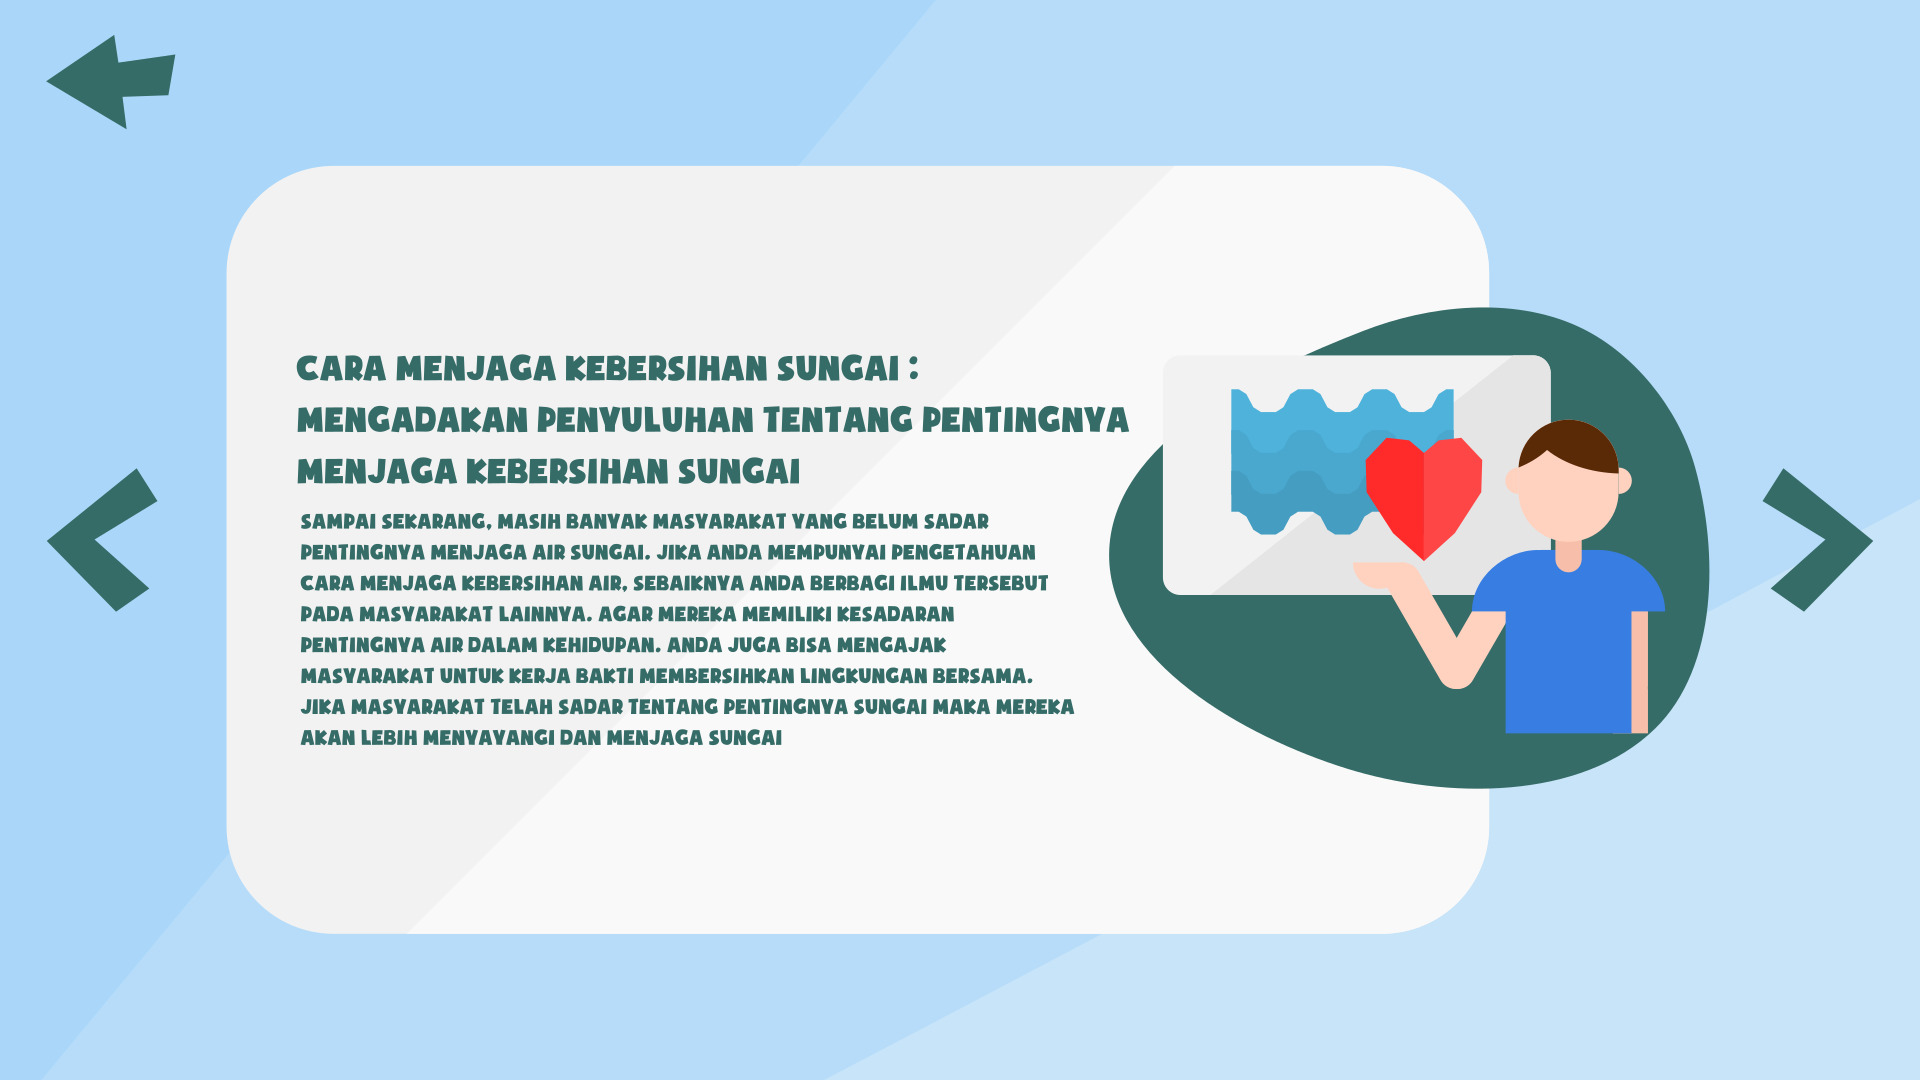 CARA MENJAGA KEBERSIHAN SUNGAI :
MENGADAKAN PENYULUHAN TENTANG PENTINGNYA
MENJAGA KEBERSIHAN SUNGAI
SAMPAI SEKARANG, MASIH BANYAK MASYARAKAT YANG BELUM SADAR
PENTINGNYA MENJAGA AIR SUNGAI. JIKA ANDA MEMPUNYAI PENGETAHUAN
CARA MENJAGA KEBERSIHAN AIR, SEBAIKNYA ANDA BERBAGI ILMU TERSEBUT
PADA MASYARAKAT LAINNYA. AGAR MEREKA MEMILIKI KESADARAN
PENTINGNYA AIR DALAM KEHIDUPAN. ANDA JUGA BISA MENGAJAK
MASYARAKAT UNTUK KERJA BAKTI MEMBERSIHKAN LINGKUNGAN BERSAMA.
JIKA MASYARAKAT TELAH SADAR TENTANG PENTINGNYA SUNGAI MAKA MEREKA
AKAN LEBIH MENYAYANGI DAN MENJAGA SUNGAI